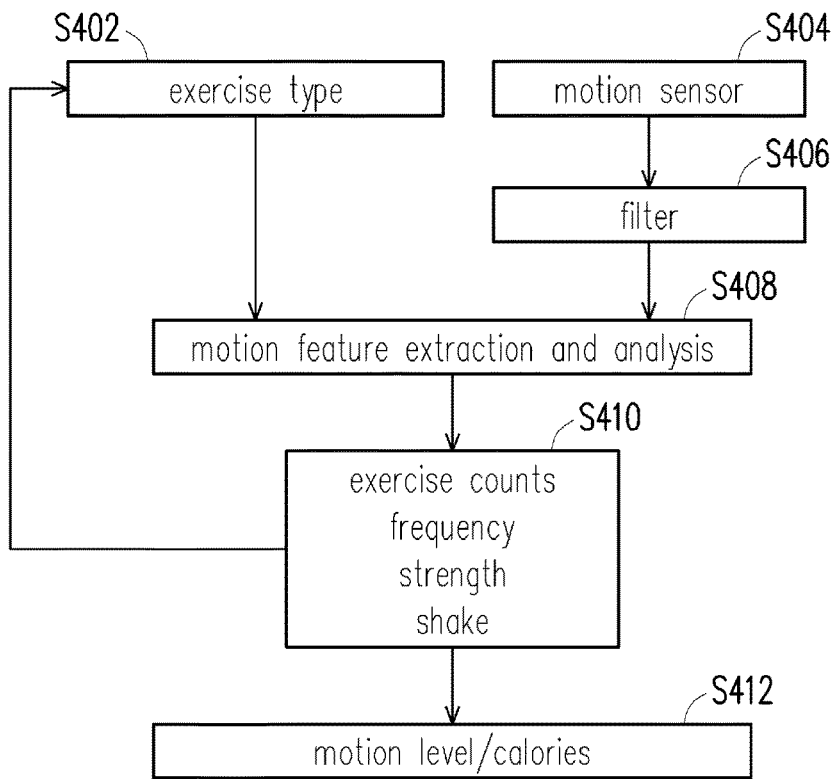 S402
S404
exercise type
motion sensor
S406
filter
S408
motion feature extraction and analysis
S410
exercise counts
frequency
strength
shake
S412
motion level/calories